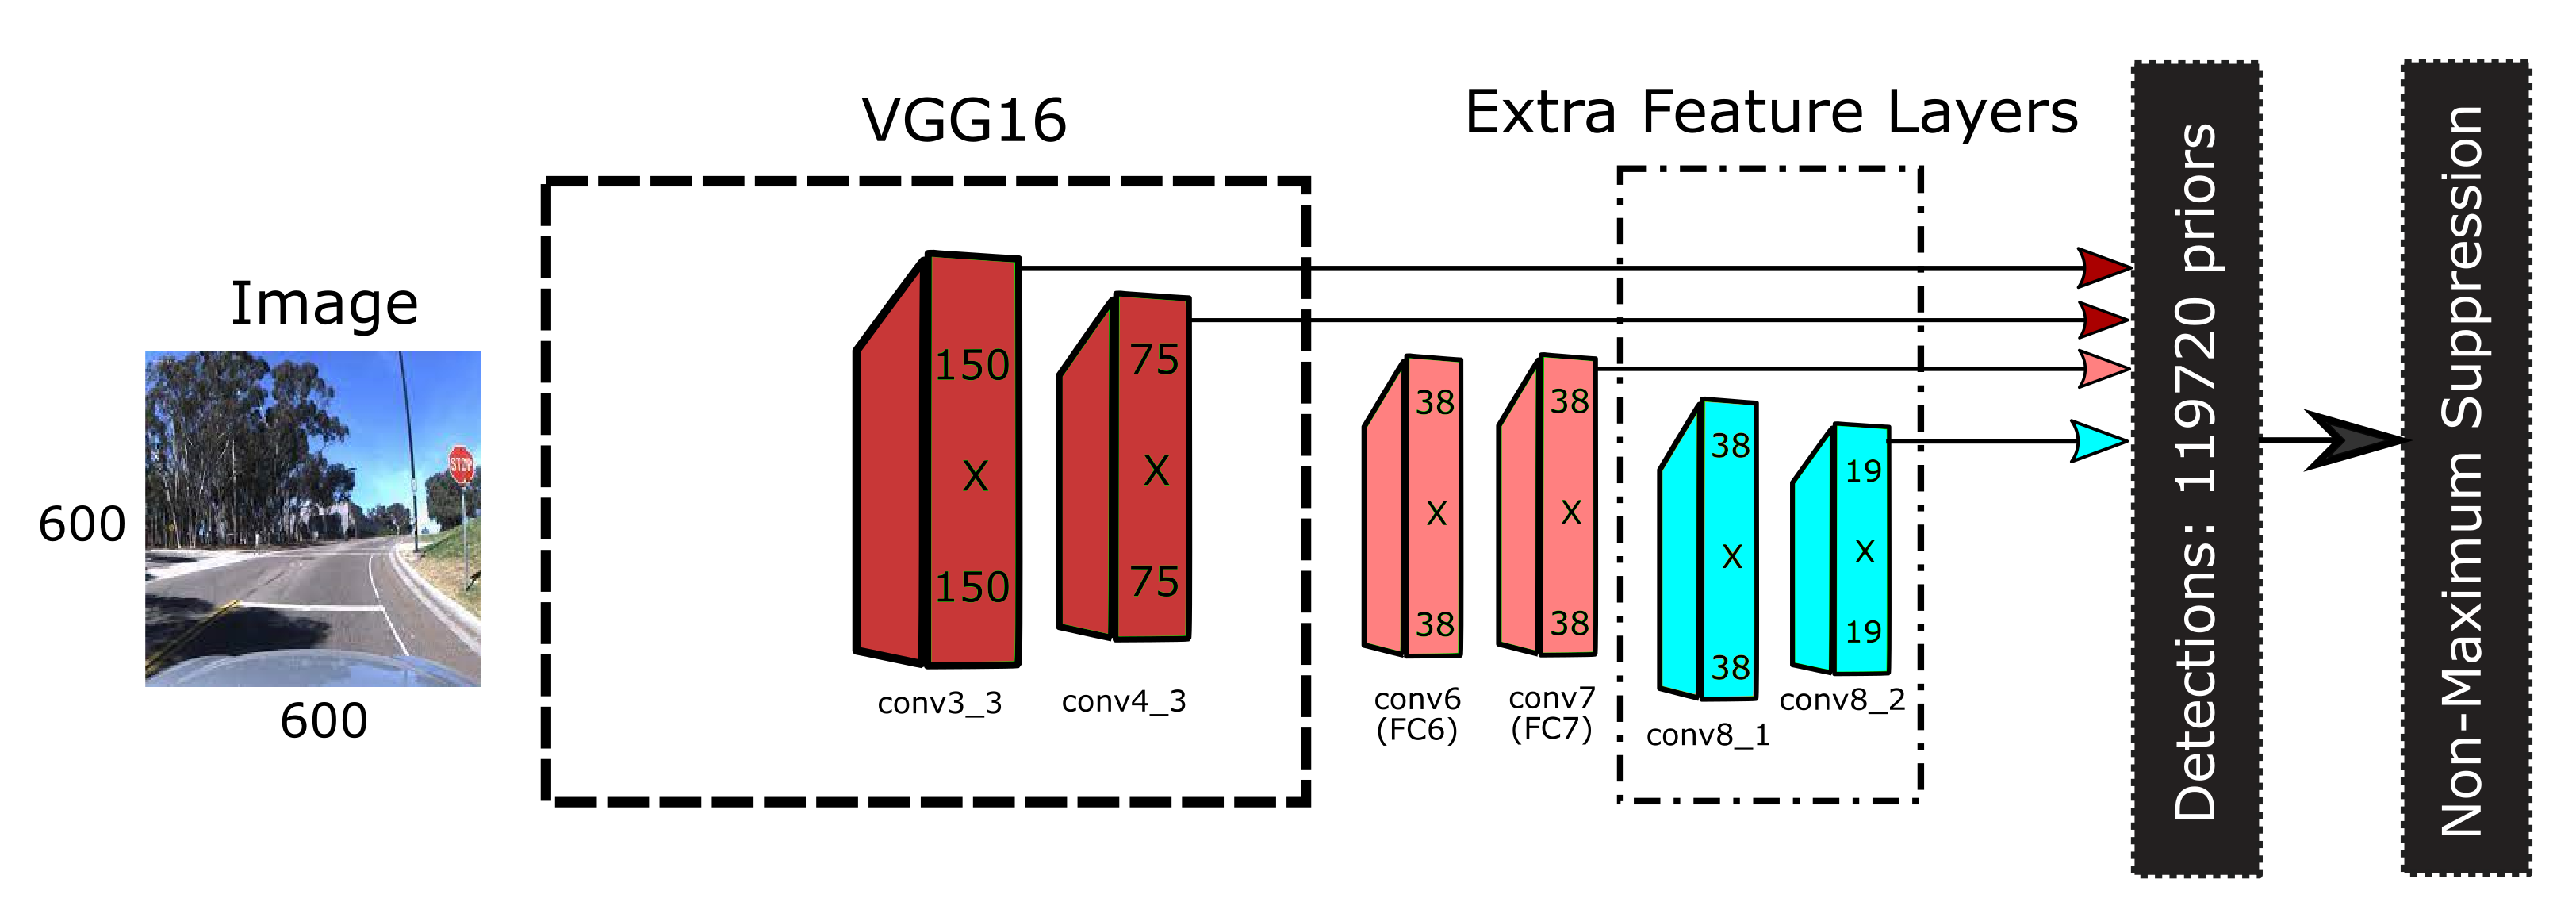 VGG16
Extra Feature Layers
Image
600
600
STOP
150
X
150
conv3_3
75
X
75
conv4_3
38
X
38
conv6
(FC6)
38
X
38
conv7
(FC7)
38
X
38
conv8_1
19
X
19
conv8_2
Detections: 119720 priors
Non-Maximum Suppression